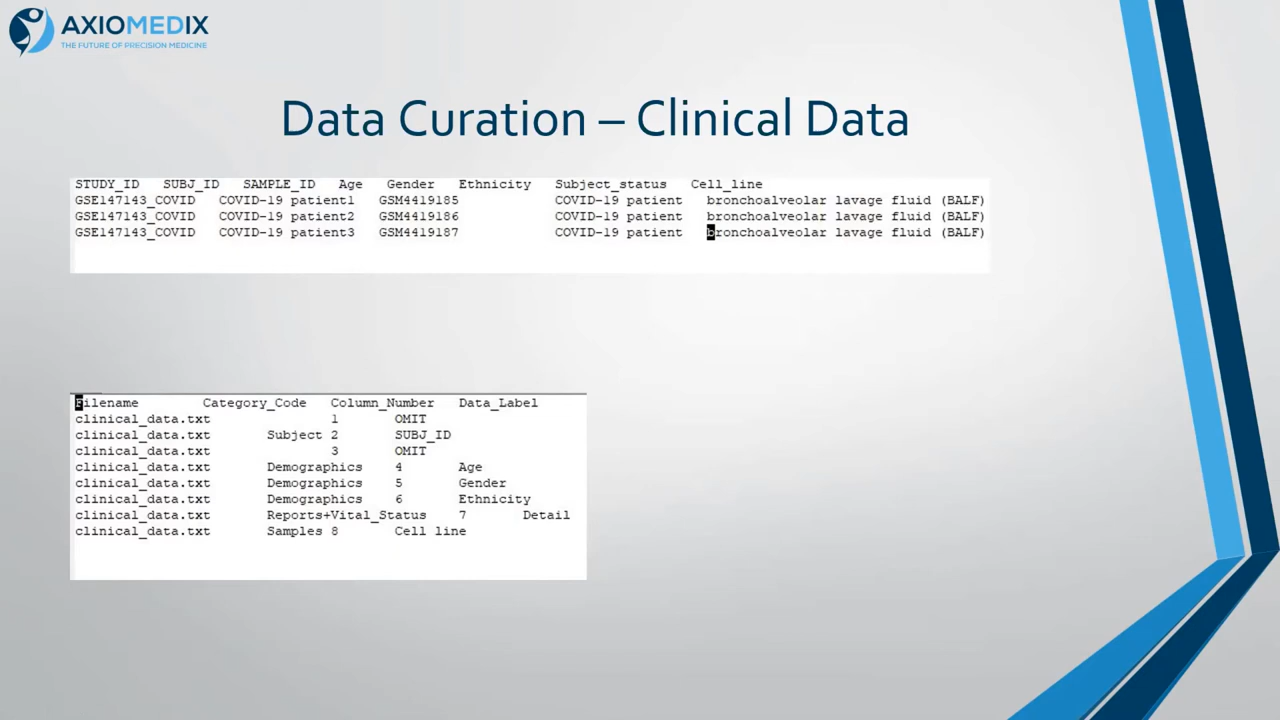 AXIOMEDIX
THE FUTURE OF PRECISION MEDICINE
Data Curation – Clinical Data
STUDY_ID SUBJ_ID SAMPLE_ID Age Gender Ethnicity Subject_status Cell_line
GSE147143_COVID COVID-19 patient1 GSM4419185 COVID-19 patient bronchoalveolar lavage fluid (BALF)
GSE147143_COVID COVID-19 patient2 GSM4419186 COVID-19 patient bronchoalveolar lavage fluid (BALF)
GSE147143_COVID COVID-19 patient3 GSM4419187 COVID-19 patient bronchoalveolar lavage fluid (BALF)
Filename Category_Code Column_Number Data_Label
clinical_data.txt 1 OMIT
clinical_data.txt Subject 2 SUBJ_ID
clinical_data.txt 3 OMIT
clinical_data.txt Demographics 4 Age
clinical_data.txt Demographics 5 Gender
clinical_data.txt Demographics 6 Ethnicity
clinical_data.txt Reports+Vital_Status 7 Detail
clinical_data.txt Samples 8 Cell line